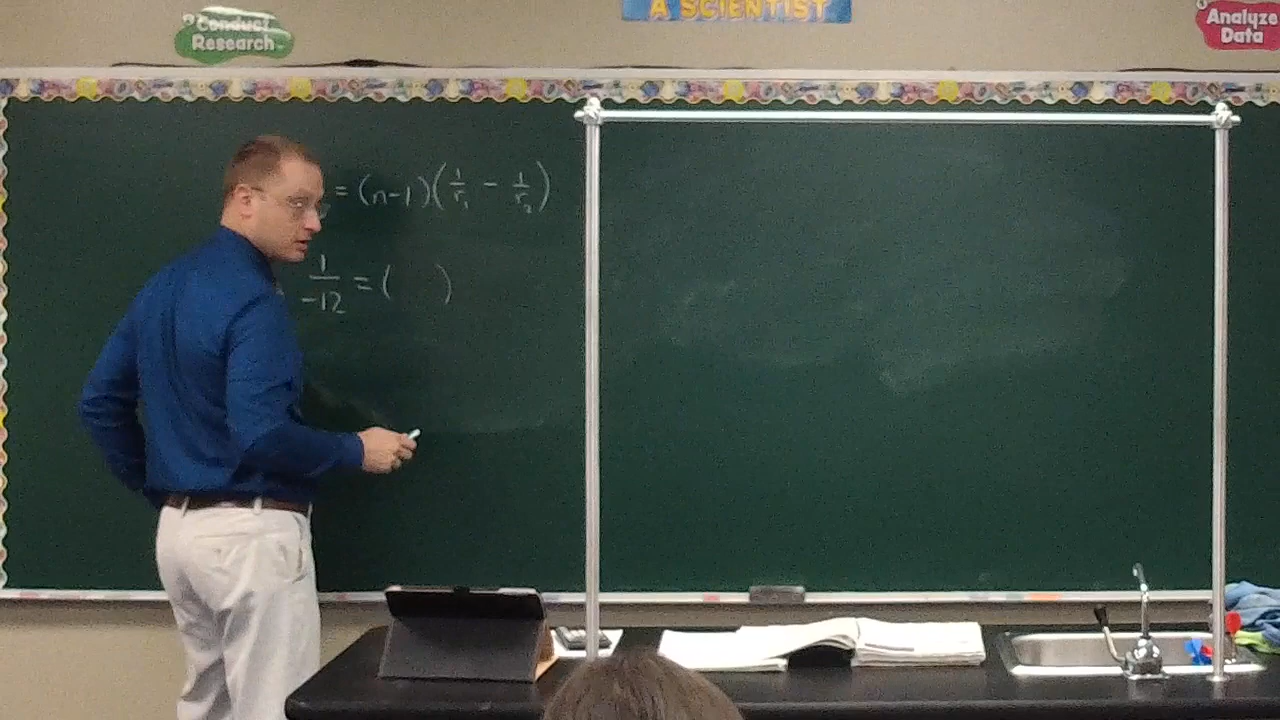 Conduct
Research
A SCIENTIST
Analyze
Data
= (n-1)(1/r₁ - 1/r₂)
1/-12 = ( )